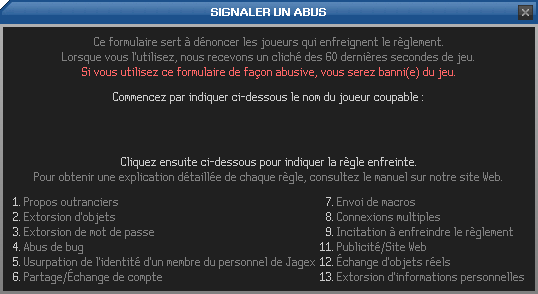 SIGNALER UN ABUS
Ce formulaire sert à dénoncer les joueurs qui enfreignent le règlement.
Lorsque vous l'utilisez, nous recevons un cliché des 60 dernières secondes de jeu.
Si vous utilisez ce formulaire de façon abusive, vous serez banni(e) du jeu.
Commencez par indiquer ci-dessous le nom du joueur coupable :
Cliquez ensuite ci-dessous pour indiquer la règle enfreinte.
Pour obtenir une explication détaillée de chaque règle, consultez le manuel sur notre site Web.
1. Propos outranciers
2. Extorsion d'objets
3. Extorsion de mot de passe
4. Abus de bug
5. Usurpation de l'identité d'un membre du personnel de Jagex
6. Partage/Échange de compte
7. Envoi de macros
8. Connexions multiples
9. Incitation à enfreindre le règlement
11. Publicité/Site Web
12. Échange d'objets réels
13. Extorsion d'informations personnelles